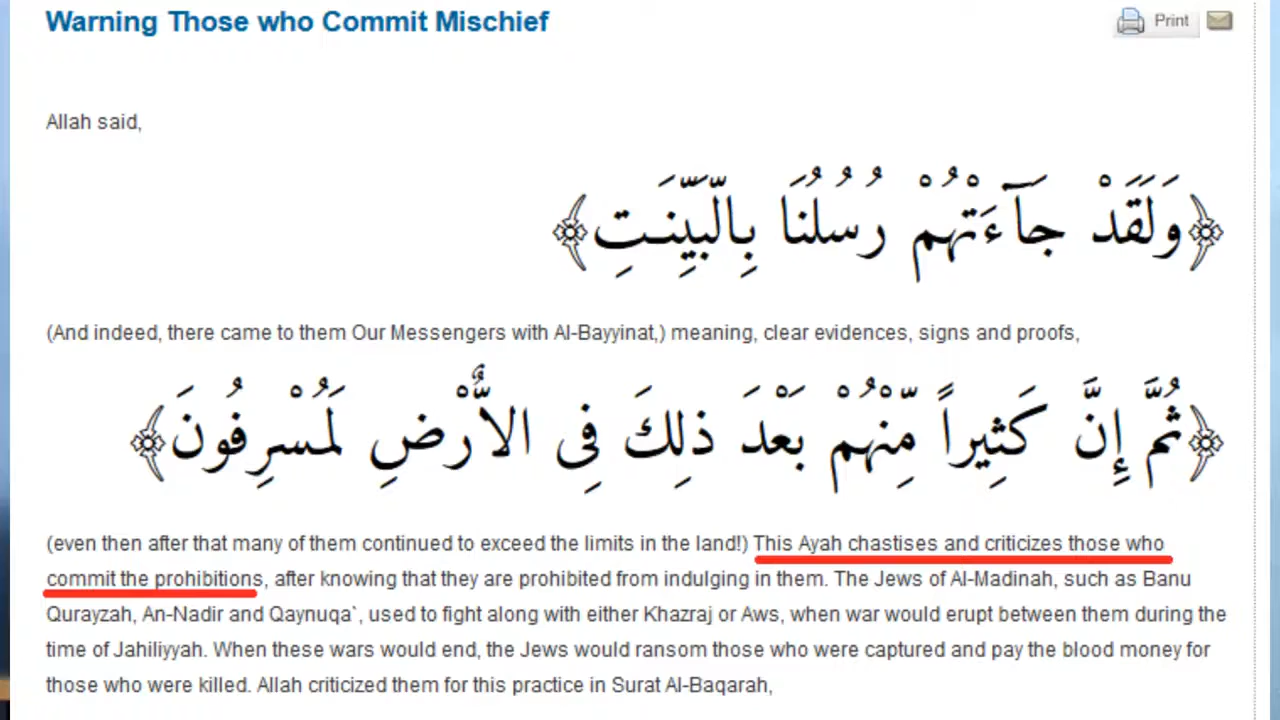 Warning Those who Commit Mischief
Print
Allah said,
﴿وَلَقَدْ جَآءَتْهُمْ رُسُلُنَا بِالّبَيِّنَـتِ﴾
(And indeed, there came to them Our Messengers with Al-Bayyinat,) meaning, clear evidences, signs and proofs,
﴿ثُمَّ إِنَّ كَثِيراً مِّنْهُمْ بَعْدَ ذلِكَ فِى الاٌّرْضِ لَمُسْرِفُونَ﴾
(even then after that many of them continued to exceed the limits in the land!) This Ayah chastises and criticizes those who
commit the prohibitions, after knowing that they are prohibited from indulging in them. The Jews of Al-Madinah, such as Banu
Qurayzah, An-Nadir and Qaynuqa`, used to fight along with either Khazraj or Aws, when war would erupt between them during the
time of Jahiliyyah. When these wars would end, the Jews would ransom those who were captured and pay the blood money for
those who were killed. Allah criticized them for this practice in Surat Al-Baqarah,